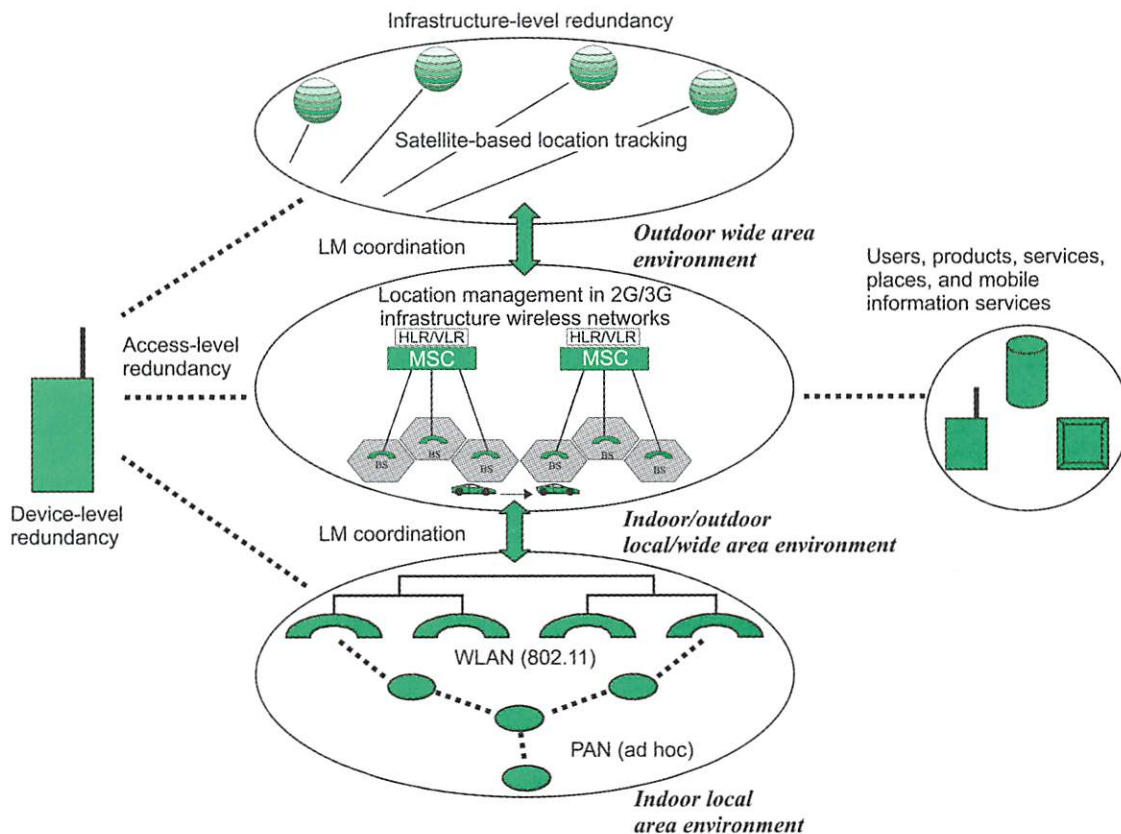 Infrastructure-level redundancy
Satellite-based location tracking
LM coordination
Outdoor wide area
environment
Users, products, services,
places, and mobile
information services
Location management in 2G/3G
infrastructure wireless networks
HLR/VLR
HLR/VLR
MSC
MSC
Access-level
redundancy
BS
BS
BS
BS
BS
BS
Device-level
redundancy
LM coordination
Indoor/outdoor
local/wide area environment
WLAN (802.11)
PAN (ad hoc)
Indoor local
area environment